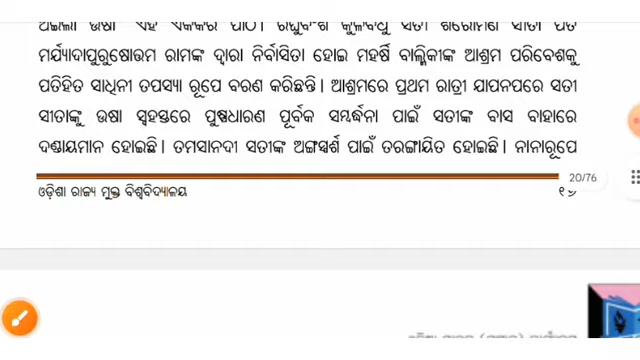 ମର୍ଯ୍ୟାଦାପୁରୁଷୋତ୍ତମ ରାମଙ୍କ ଦ୍ୱାରା ନିର୍ବାସିତା ହୋଇ ମହର୍ଷି ବାଲ୍ମିକୀଙ୍କ ଆଶ୍ରମ ପରିବେଶକୁ
ପତିହିତ ସାଧିନୀ ତପସ୍ୟା ରୂପେ ବରଣ କରିଛନ୍ତି। ଆଶ୍ରମରେ ପ୍ରଥମ ରାତ୍ରୀ ଯାପନପରେ ସତୀ
ସୀତାଙ୍କୁ ଉଷା ସ୍ୱହସ୍ତରେ ପୁଷ୍ପଧାରଣ ପୂର୍ବକ ସମ୍ବର୍ଦ୍ଧନା ପାଇଁ ସତୀଙ୍କ ବାସ ବାହାରେ
ଦଣ୍ଡାୟମାନ ହୋଇଛି। ତମସାନଦୀ ସତୀଙ୍କ ଅଙ୍ଗସ୍ପର୍ଶ ପାଇଁ ତରଙ୍ଗାୟିତ ହୋଇଛି। ନାନାରୂପେ
20/76
ଓଡ଼ିଶା ରାଜ୍ୟ ମୁକ୍ତ ବିଶ୍ୱବିଦ୍ୟାଳୟ